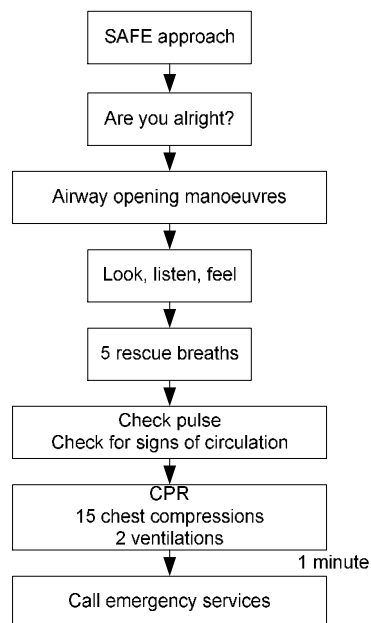 SAFE approach
Are you alright?
Airway opening manoeuvres
Look, listen, feel
5 rescue breaths
Check pulse
Check for signs of circulation
CPR
15 chest compressions
2 ventilations
1 minute
Call emergency services